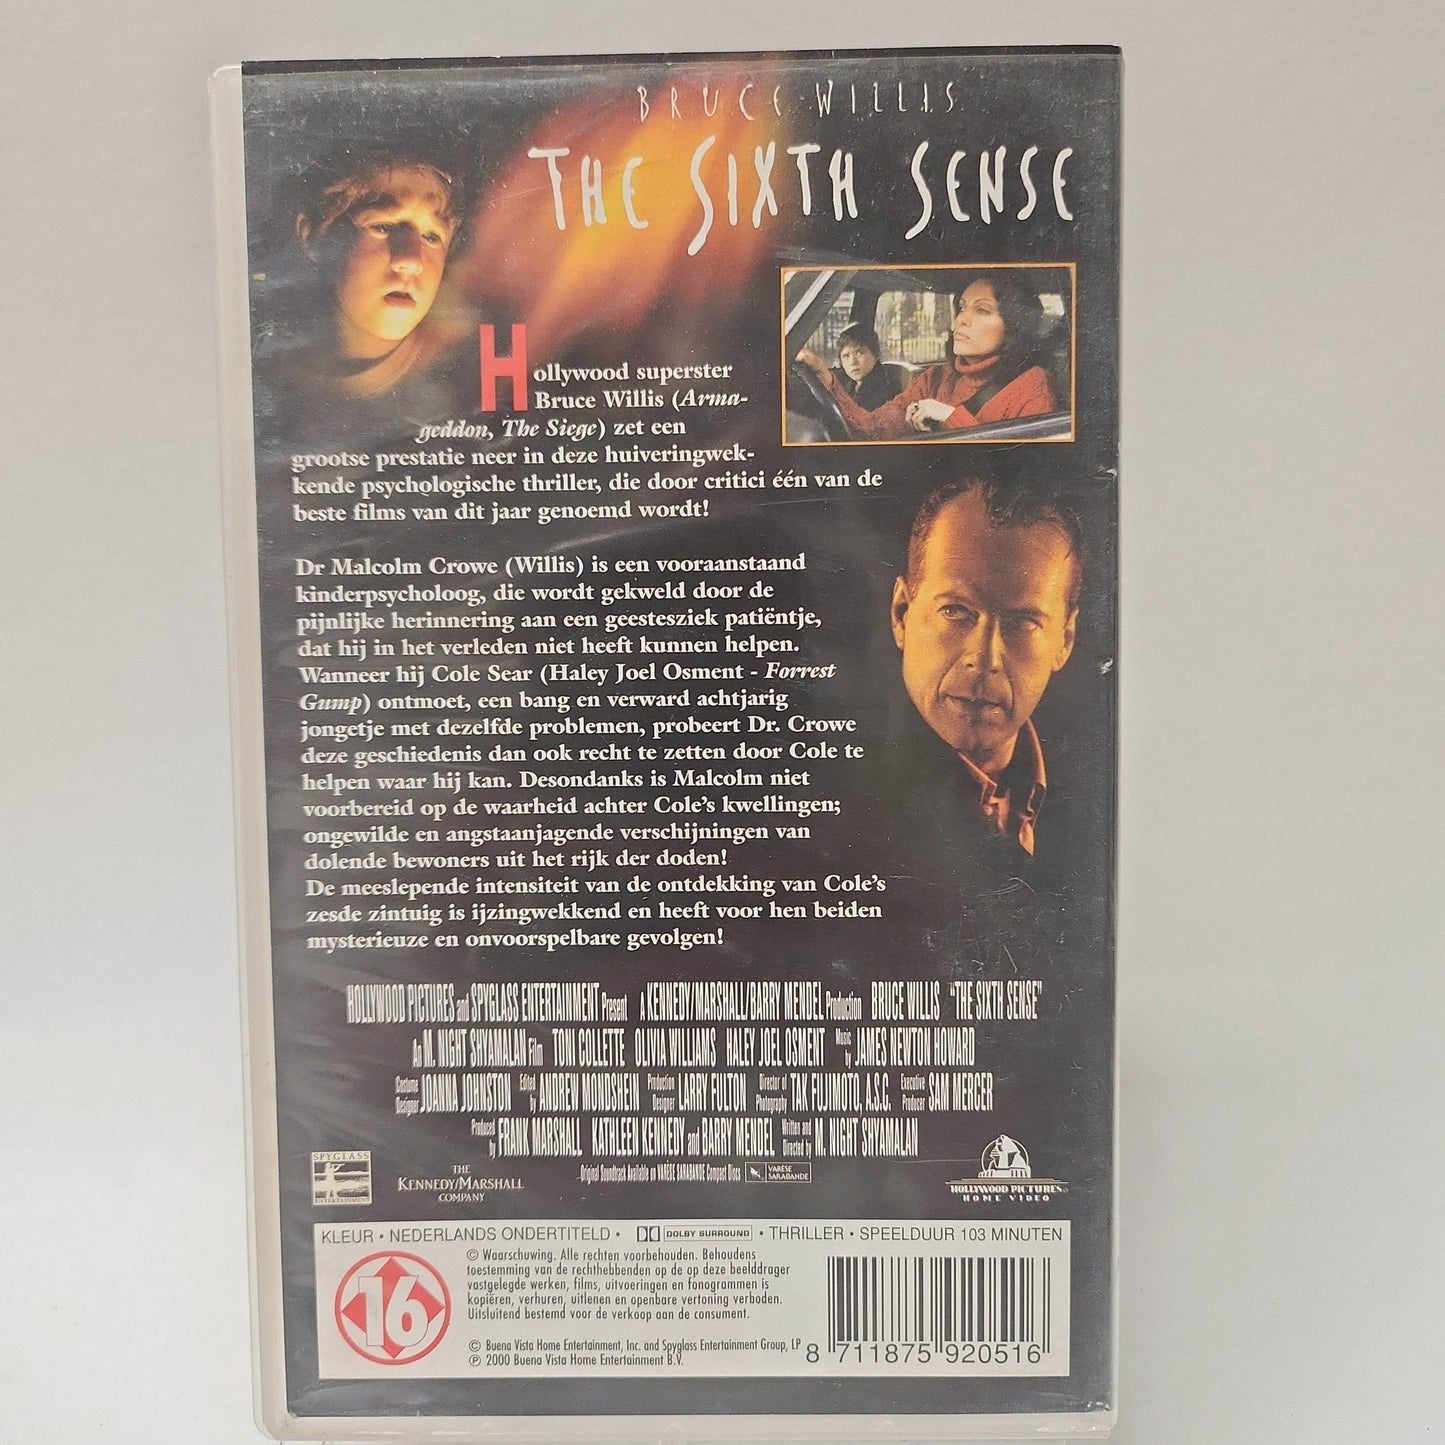 BRUCE WILLIS
THE SIXTH SENSE
Hollywood superster
Bruce Willis (Arma-
geddon, The Siege) zet een
grootse prestatie neer in deze huiveringwek-
kende psychologische thriller, die door critici één van de
beste films van dit jaar genoemd wordt!
Dr Malcolm Crowe (Willis) is een vooraanstaand
kinderpsycholoog, die wordt gekweld door de
pijnlijke herinnering aan een geestesziek patiëntje,
dat hij in het verleden niet heeft kunnen helpen.
Wanneer hij Cole Sear (Haley Joel Osment - Forrest
Gump) ontmoet, een bang en verward achtjarig
jongetje met dezelfde problemen, probeert Dr. Crowe
deze geschiedenis dan ook recht te zetten door Cole te
helpen waar hij kan. Desondanks is Malcolm niet
voorbereid op de waarheid achter Cole's kwellingen;
ongewilde en angstaanjagende verschijningen van
dolende bewoners uit het rijk der doden!
De meeslepende intensiteit van de ontdekking van Cole's
zesde zintuig is ijzingwekkend en heeft voor hen beiden
mysterieuze en onvoorspelbare gevolgen!
HOLLYWOOD PICTURES and SPYGLASS ENTERTAINMENT Present A KENNEDY/MARSHALL/BARRY MENDEL Production BRUCE WILLIS "THE SIXTH SENSE"
An M. NIGHT SHYAMALAN Film TONI COLLETTE OLIVIA WILLIAMS HALEY JOEL OSMENT Music by JAMES NEWTON HOWARD
Costume Designer JOANNA JOHNSTON Edited by ANDREW MONDSHEIN Production Designer LARRY FULTON Director of Photography TAK FUJIMOTO, A.S.C. Executive Producer SAM MERCER
Produced by FRANK MARSHALL KATHLEEN KENNEDY and BARRY MENDEL Written and Directed by M. NIGHT SHYAMALAN
SPYGLASS
ENTERTAINMENT
THE
KENNEDY/MARSHALL
COMPANY
Original Soundtrack Available on VARÈSE SARABANDE Compact Discs
VARÈSE
SARABANDE
HOLLYWOOD PICTURES
HOME VIDEO
KLEUR • NEDERLANDS ONDERTITELD • DOLBY SURROUND • THRILLER • SPEELDUUR 103 MINUTEN
16
© Waarschuwing. Alle rechten voorbehouden. Behoudens
toestemming van de rechthebbenden de op deze beelddrager
vastgelegde werken, films, uitvoeringen en fonogrammen is
kopiëren, verhuren, uitlenen en openbare vertoning verboden.
Uitsluitend bestemd voor de verkoop aan de consument.
© Buena Vista Home Entertainment, Inc. and Spyglass Entertainment Group, LP
℗ 2000 Buena Vista Home Entertainment B.V.
8 711875 920516